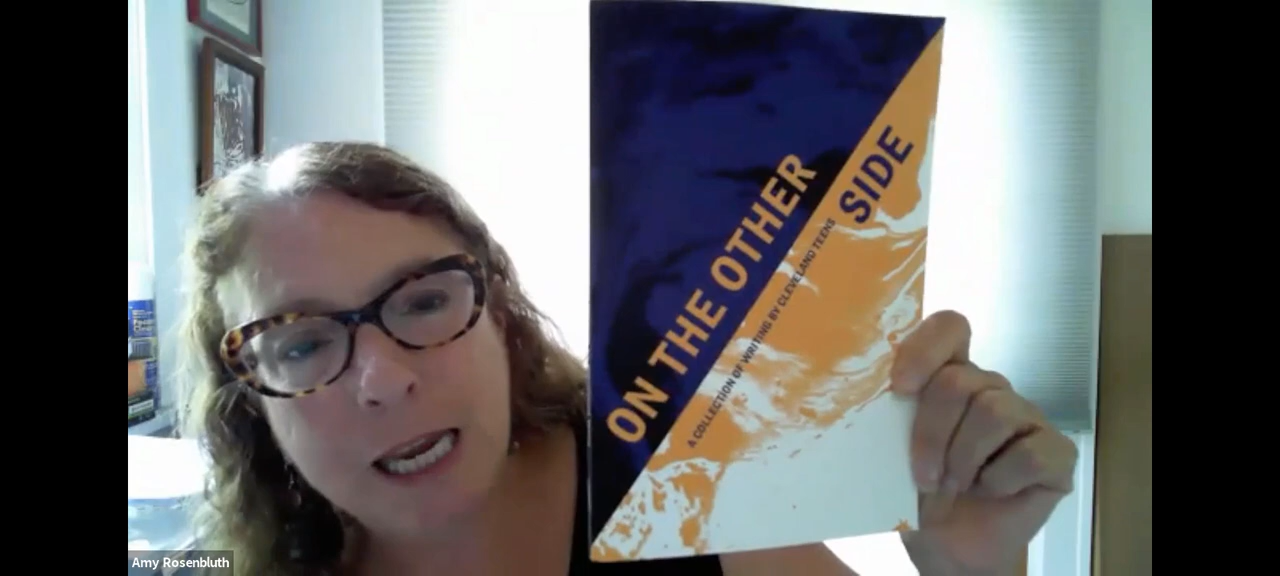 ON THE OTHER
SIDE
A COLLECTION OF WRITING BY CLEVELAND TEENS
Amy Rosenbluth